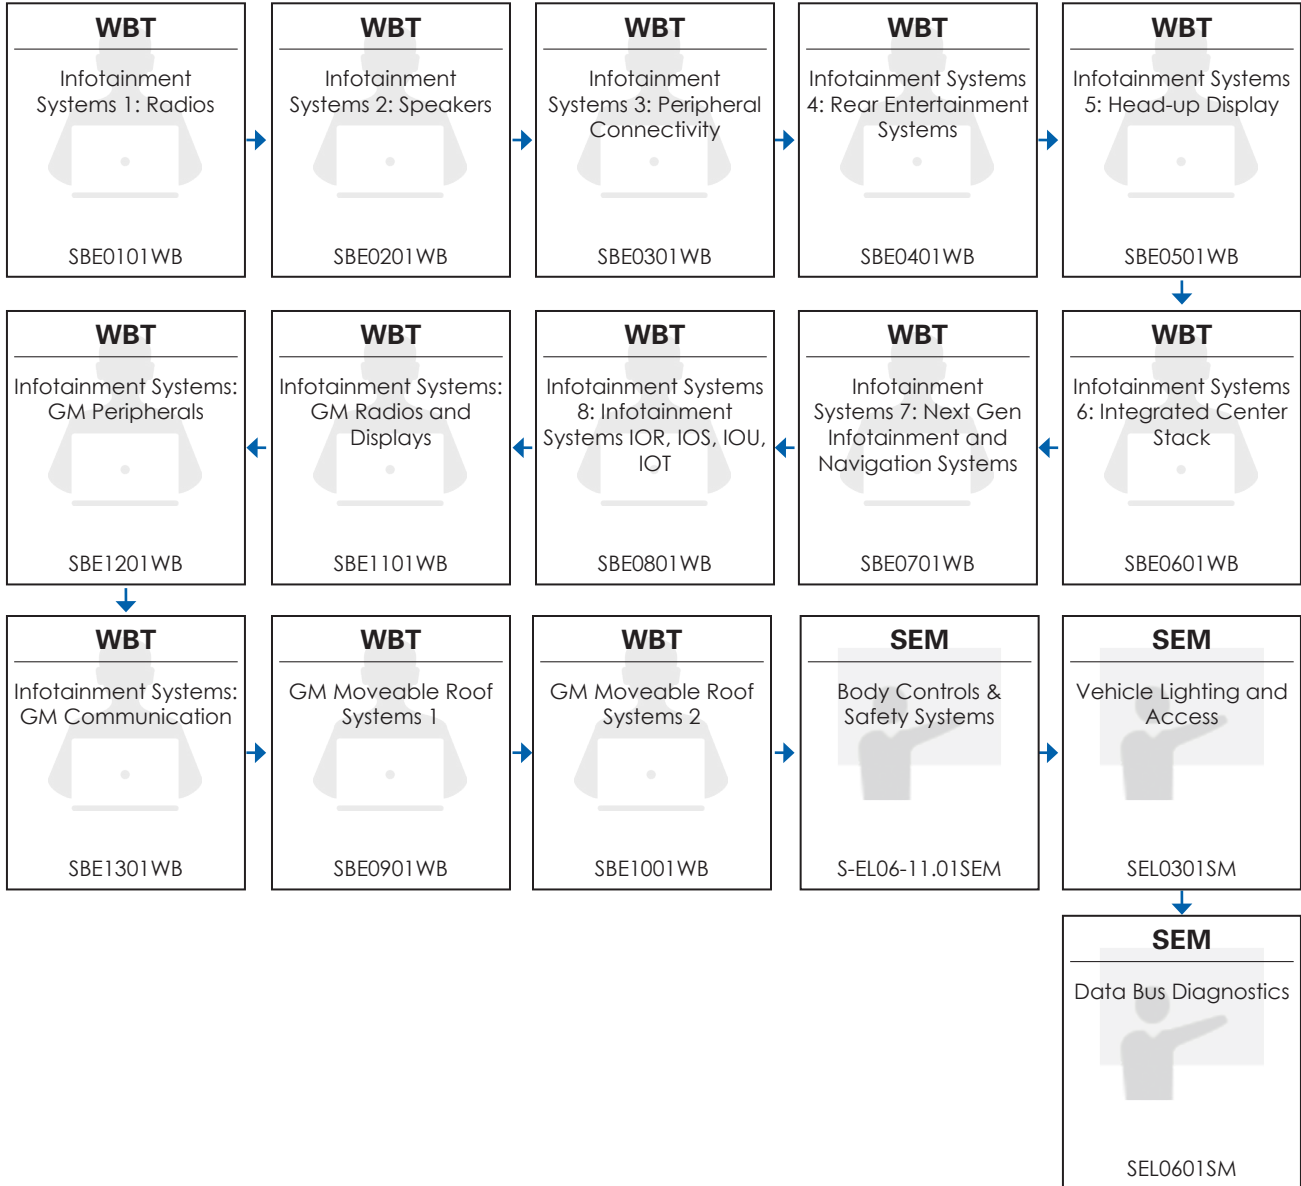 WBT
Infotainment
Systems 1: Radios
SBE0101WB
WBT
Infotainment
Systems 2: Speakers
SBE0201WB
WBT
Infotainment
Systems 3: Peripheral
Connectivity
SBE0301WB
WBT
Infotainment Systems
4: Rear Entertainment
Systems
SBE0401WB
WBT
Infotainment Systems
5: Head-up Display
SBE0501WB
WBT
Infotainment Systems
6: Integrated Center
Stack
SBE0601WB
WBT
Infotainment
Systems 7: Next Gen
Infotainment and
Navigation Systems
SBE0701WB
WBT
Infotainment Systems
8: Infotainment
Systems IOR, IOS, IOU,
IOT
SBE0801WB
WBT
Infotainment Systems:
GM Radios and
Displays
SBE1101WB
WBT
Infotainment Systems:
GM Peripherals
SBE1201WB
WBT
Infotainment Systems:
GM Communication
SBE1301WB
WBT
GM Moveable Roof
Systems 1
SBE0901WB
WBT
GM Moveable Roof
Systems 2
SBE1001WB
SEM
Body Controls &
Safety Systems
S-EL06-11.01SEM
SEM
Vehicle Lighting and
Access
SEL0301SM
SEM
Data Bus Diagnostics
SEL0601SM